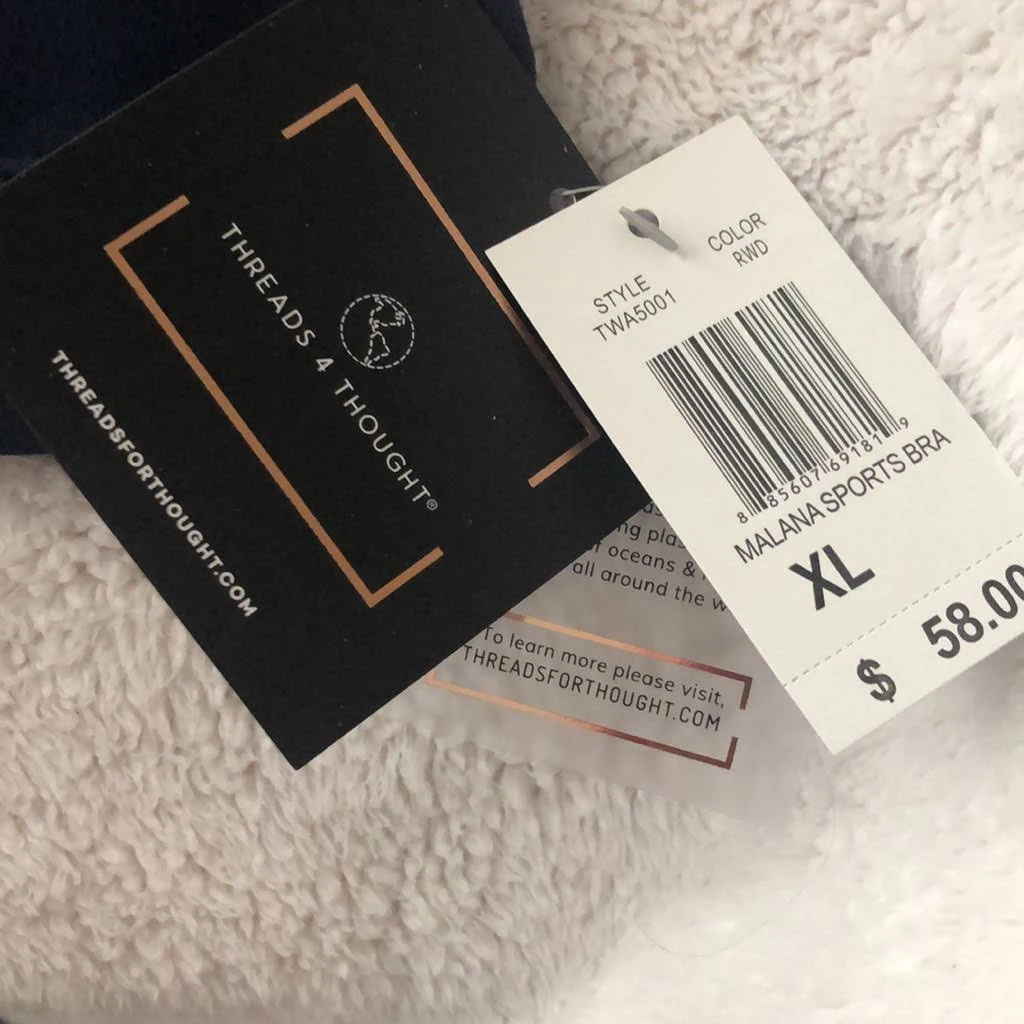 THREADS 4 THOUGHT®
THREADSFORTHOUGHT.COM
STYLE
TWA5001
COLOR
RWD
8 85607 69181 9
MALANA SPORTS BRA
XL
$ 58.00
oceans &
all around the
To learn more please visit,
THREADSFORTHOUGHT.COM